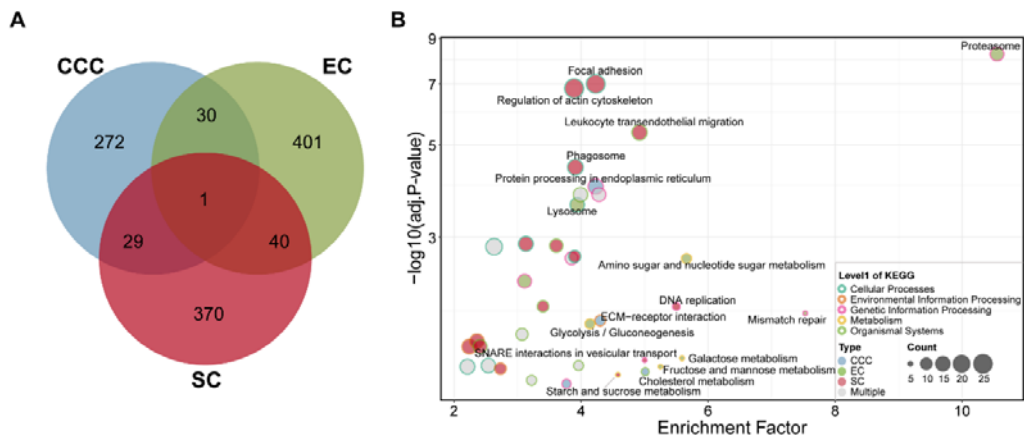 A
CCC
EC
30
272
401
1
29
40
370
SC
B
−log10(adj.P−value)
9
7
5
3
Proteasome
Focal adhesion
Regulation of actin cytoskeleton
Leukocyte transendothelial migration
Phagosome
Protein processing in endoplasmic reticulum
Lysosome
Amino sugar and nucleotide sugar metabolism
DNA replication
ECM−receptor interaction
Mismatch repair
Glycolysis / Gluconeogenesis
SNARE interactions in vesicular transport
Galactose metabolism
Fructose and mannose metabolism
Cholesterol metabolism
Starch and sucrose metabolism
Level1 of KEGG
Cellular Processes
Environmental Information Processing
Genetic Information Processing
Metabolism
Organismal Systems
Type
CCC
EC
SC
Multiple
Count
5 10 15 20 25
2 4 6 8 10
Enrichment Factor